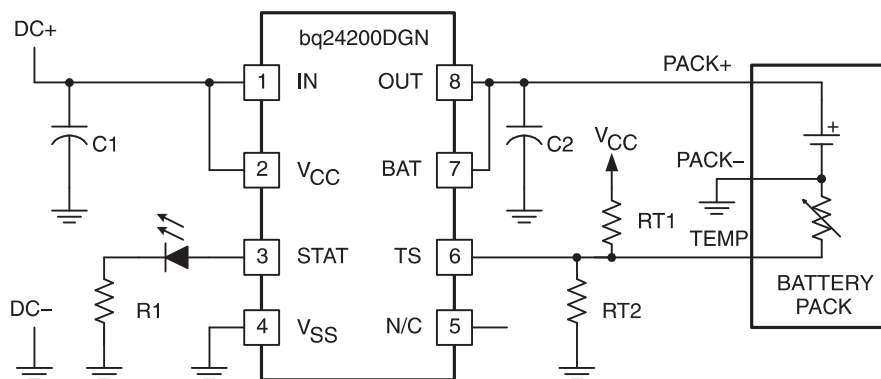 DC+
bq24200DGN
1
IN
OUT
8
PACK+
C1
C2
VCC
+
2
VCC
BAT
7
PACK–
RT1
TEMP
3
STAT
TS
6
R1
RT2
BATTERY
PACK
DC–
4
VSS
N/C
5